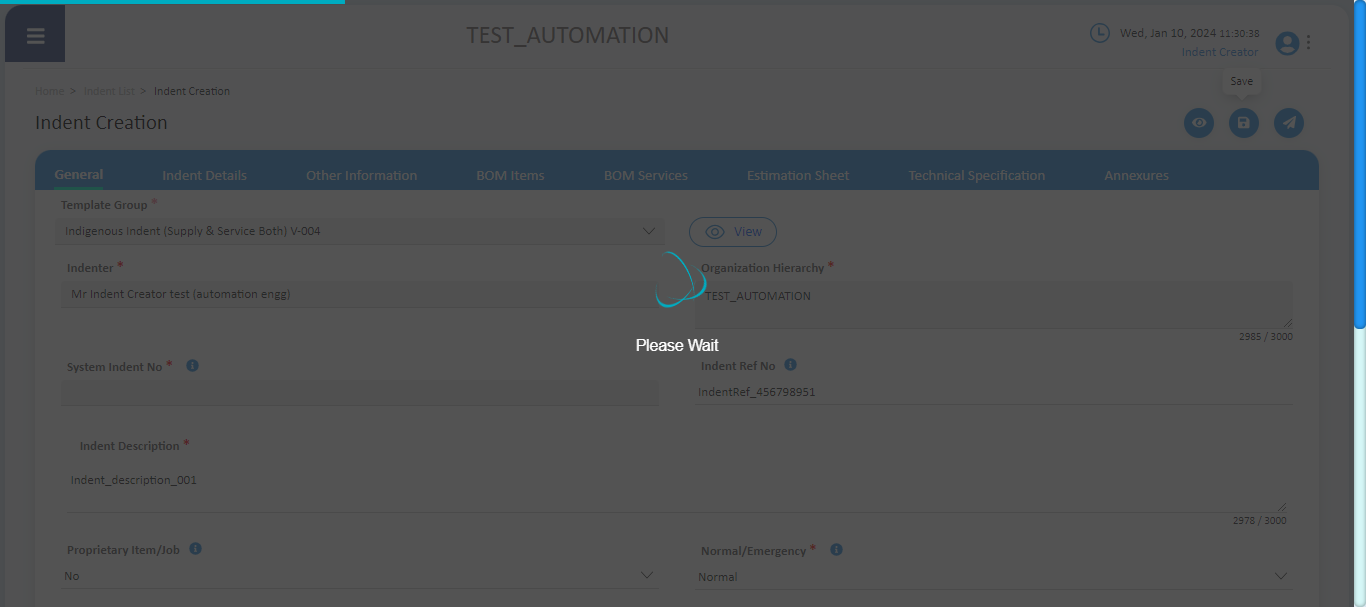 TEST_AUTOMATION
Wed, Jan 10, 2024 11:30:38
Indent Creator
Home > Indent List > Indent Creation
Save
Indent Creation
General Indent Details Other Information BOM Items BOM Services Estimation Sheet Technical Specification Annexures
Template Group *
Indigenous Indent (Supply & Service Both) V-004
View
Indenter * Organization Hierarchy *
Mr Indent Creator test (automation engg) TEST_AUTOMATION
2985 / 3000
Please Wait
System Indent No * Indent Ref No
IndentRef_456798951
Indent Description *
Indent_description_001
2978 / 3000
Proprietary Item/Job Normal/Emergency *
No Normal